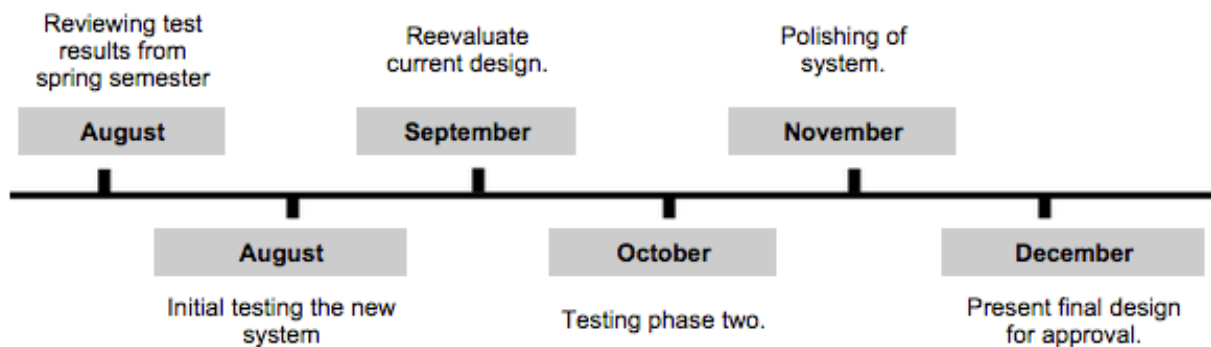 Reviewing test
results from
spring semester
August
Reevaluate
current design.
September
Polishing of
system.
November
August
Initial testing the new
system
October
Testing phase two.
December
Present final design
for approval.